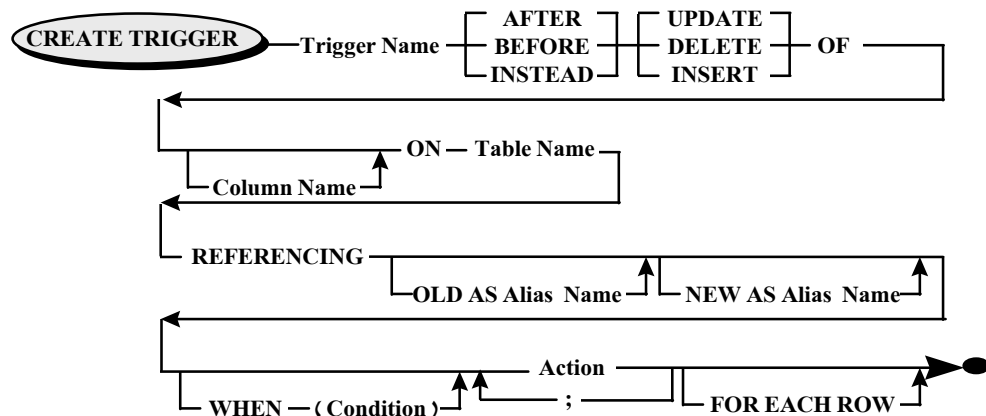 CREATE TRIGGER
Trigger Name
AFTER
BEFORE
INSTEAD
UPDATE
DELETE
INSERT
OF
ON Table Name
Column Name
REFERENCING
OLD AS Alias Name
NEW AS Alias Name
Action
WHEN (Condition)
;
FOR EACH ROW